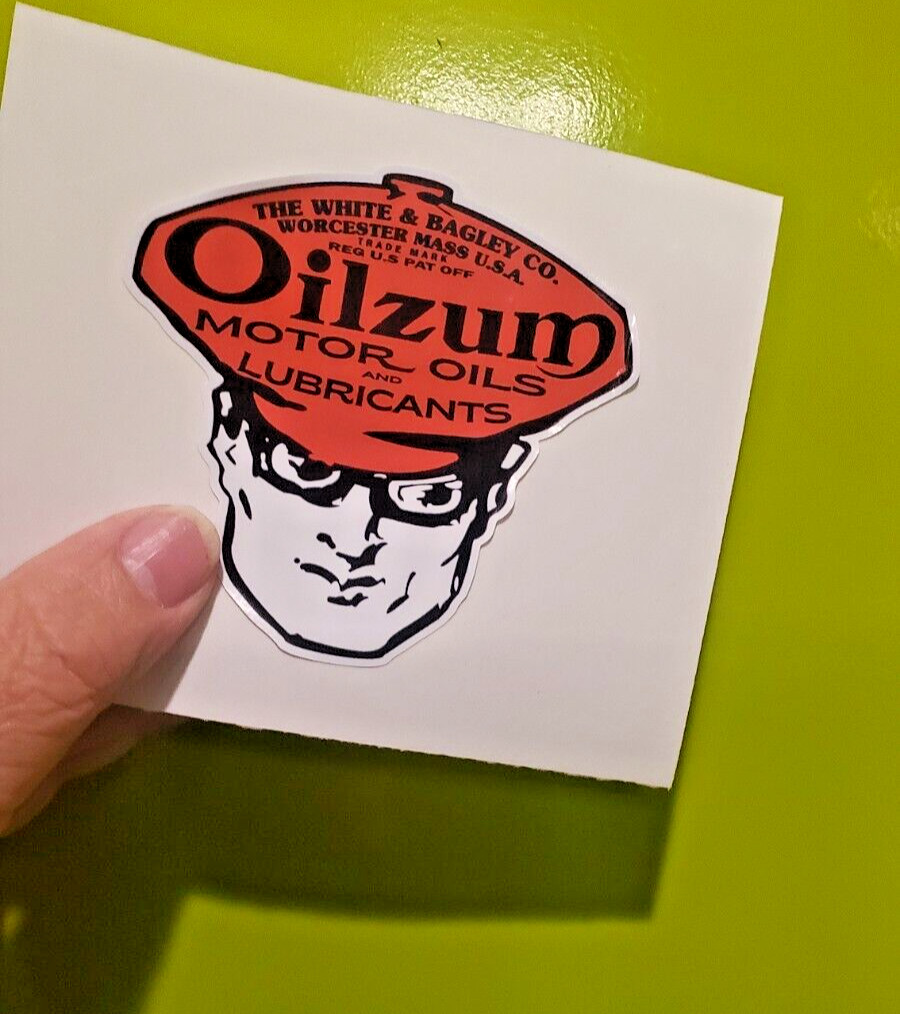 THE WHITE & BAGLEY CO.
WORCESTER MASS U.S.A.
TRADE MARK
REG U.S PAT OFF
Oilzum
MOTOR OILS
AND
LUBRICANTS